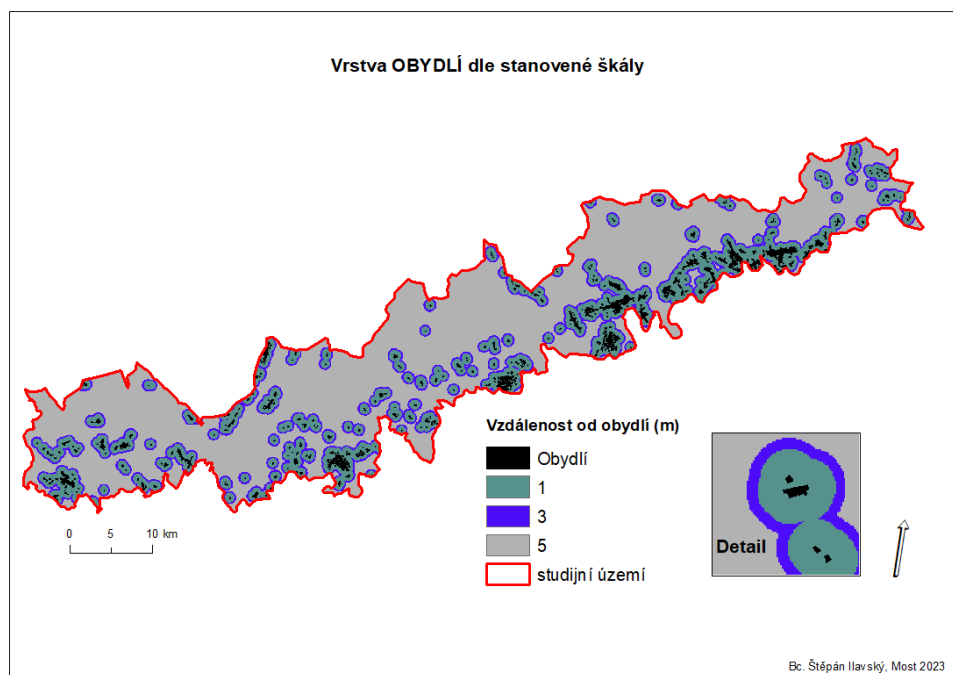 Vrstva OBYDLÍ dle stanovené škály
Vzdálenost od obydlí (m)
Obydlí
1
3
5
studijní území
0 5 10 km
Detail
Bc. Štěpán Ilavský, Most 2023